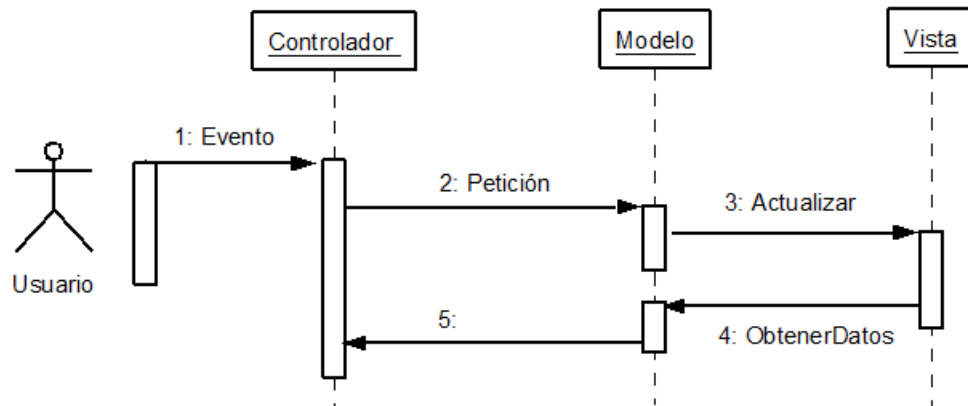 Controlador
Modelo
Vista
1: Evento
2: Petición
3: Actualizar
Usuario
5:
4: ObtenerDatos